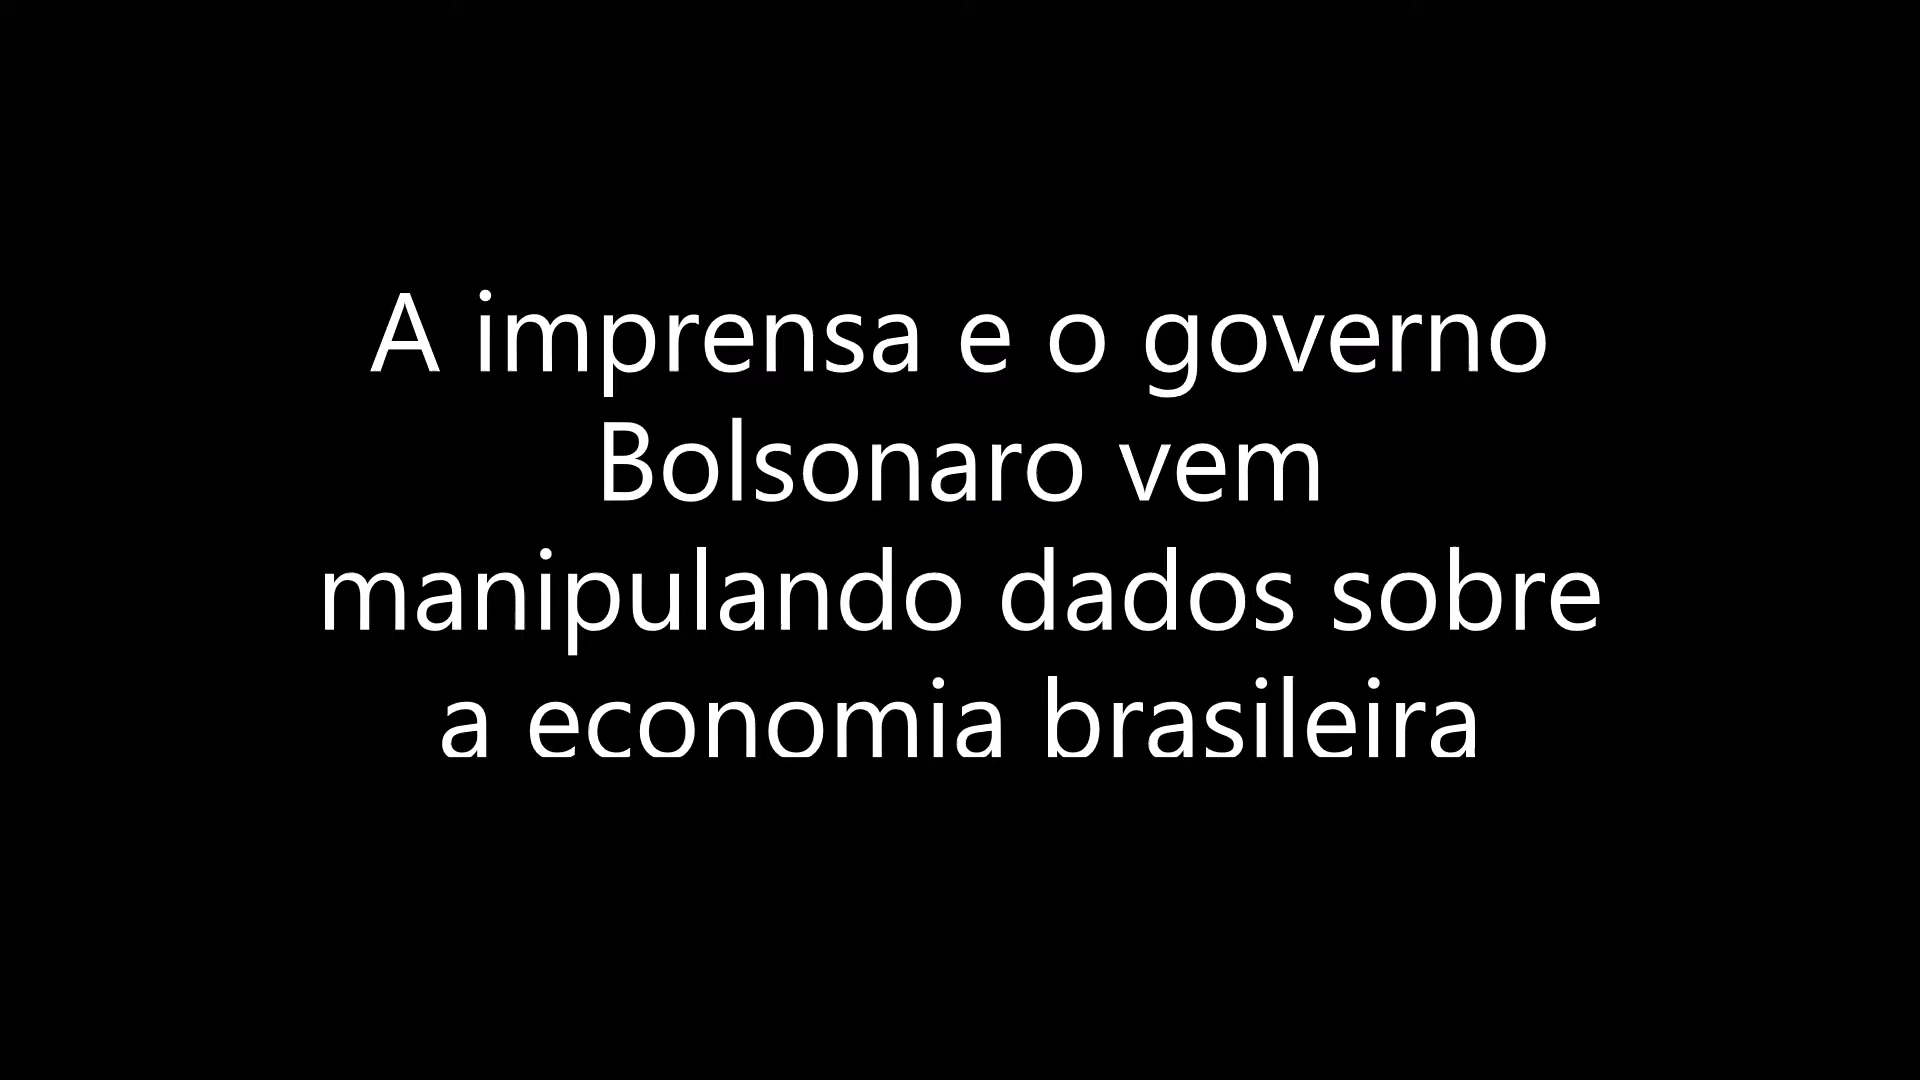 A imprensa e o governo
Bolsonaro vem
manipulando dados sobre
a economia brasileira